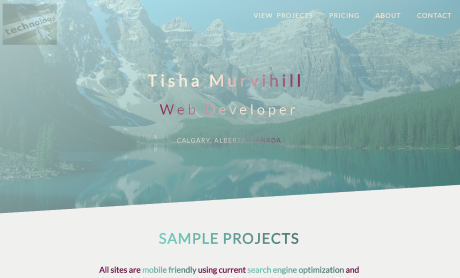 technology
VIEW PROJECTS PRICING ABOUT CONTACT
Tisha Murvihill
Web Developer
CALGARY, ALBERTA, CANADA
SAMPLE PROJECTS
All sites are mobile friendly using current search engine optimization and